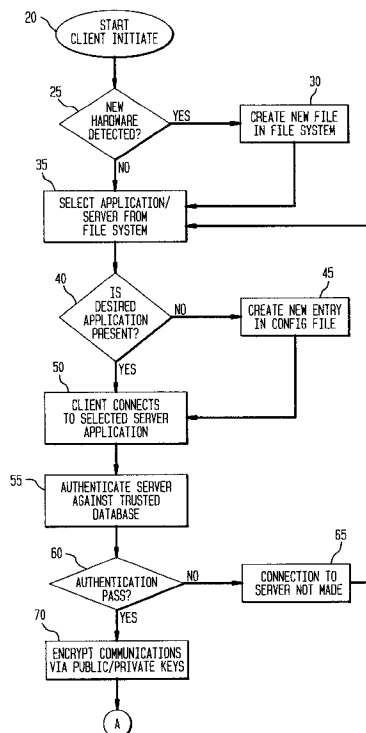 20
START
CLIENT INITIATE
25
NEW
HARDWARE
DETECTED?
YES
30
CREATE NEW FILE
IN FILE SYSTEM
NO
35
SELECT APPLICATION/
SERVER FROM
FILE SYSTEM
40
IS
DESIRED
APPLICATION
PRESENT?
NO
45
CREATE NEW ENTRY
IN CONFIG FILE
YES
50
CLIENT CONNECTS
TO SELECTED SERVER
APPLICATION
55
AUTHENTICATE SERVER
AGAINST TRUSTED
DATABASE
60
AUTHENTICATION
PASS?
NO
65
CONNECTION TO
SERVER NOT MADE
YES
70
ENCRYPT COMMUNICATIONS
VIA PUBLIC/PRIVATE KEYS
A